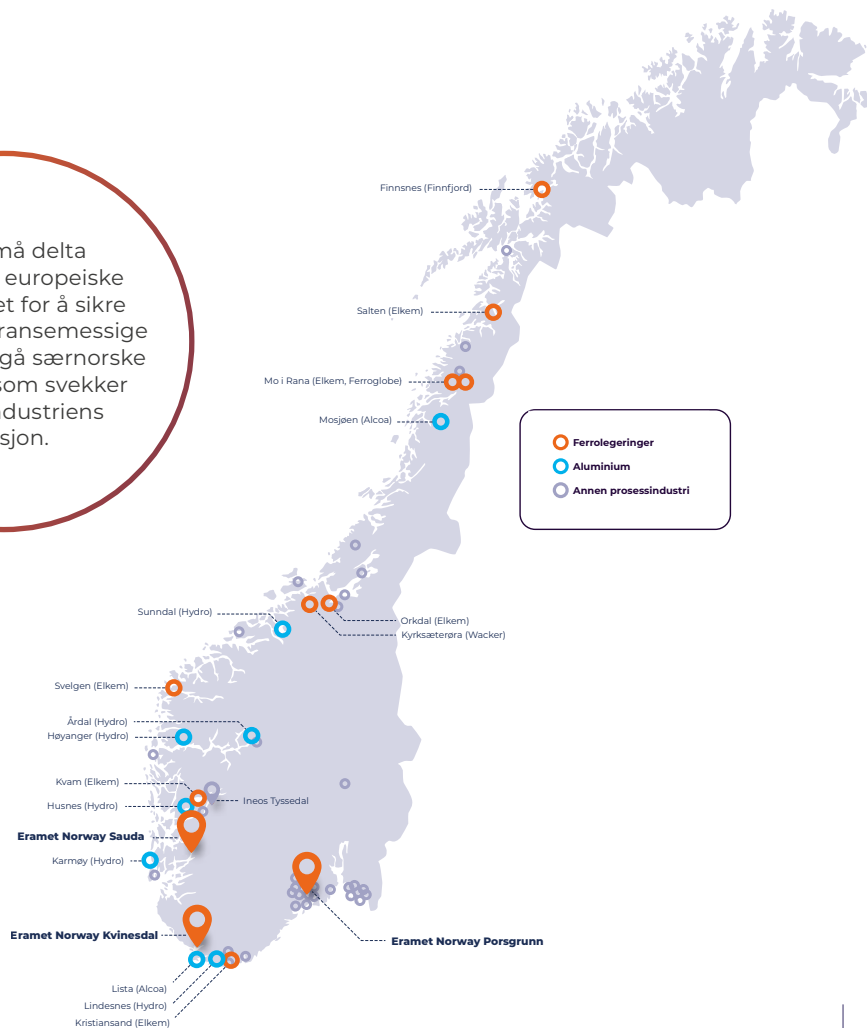 må delta
europeiske
et for å sikre
ransemessige
gå særnorske
som svekker
ndustriens
sjon.
Finnsnes (Finnfjord)
Salten (Elkem)
Mo i Rana (Elkem, Ferroglobe)
Mosjøen (Alcoa)
Ferrolegeringer
Aluminium
Annen prosessindustri
Sunndal (Hydro)
Orkdal (Elkem)
Kyrksæterøra (Wacker)
Svelgen (Elkem)
Årdal (Hydro)
Høyanger (Hydro)
Kvam (Elkem)
Ineos Tyssedal
Husnes (Hydro)
Eramet Norway Sauda
Karmøy (Hydro)
Eramet Norway Kvinesdal
Eramet Norway Porsgrunn
Lista (Alcoa)
Lindesnes (Hydro)
Kristiansand (Elkem)